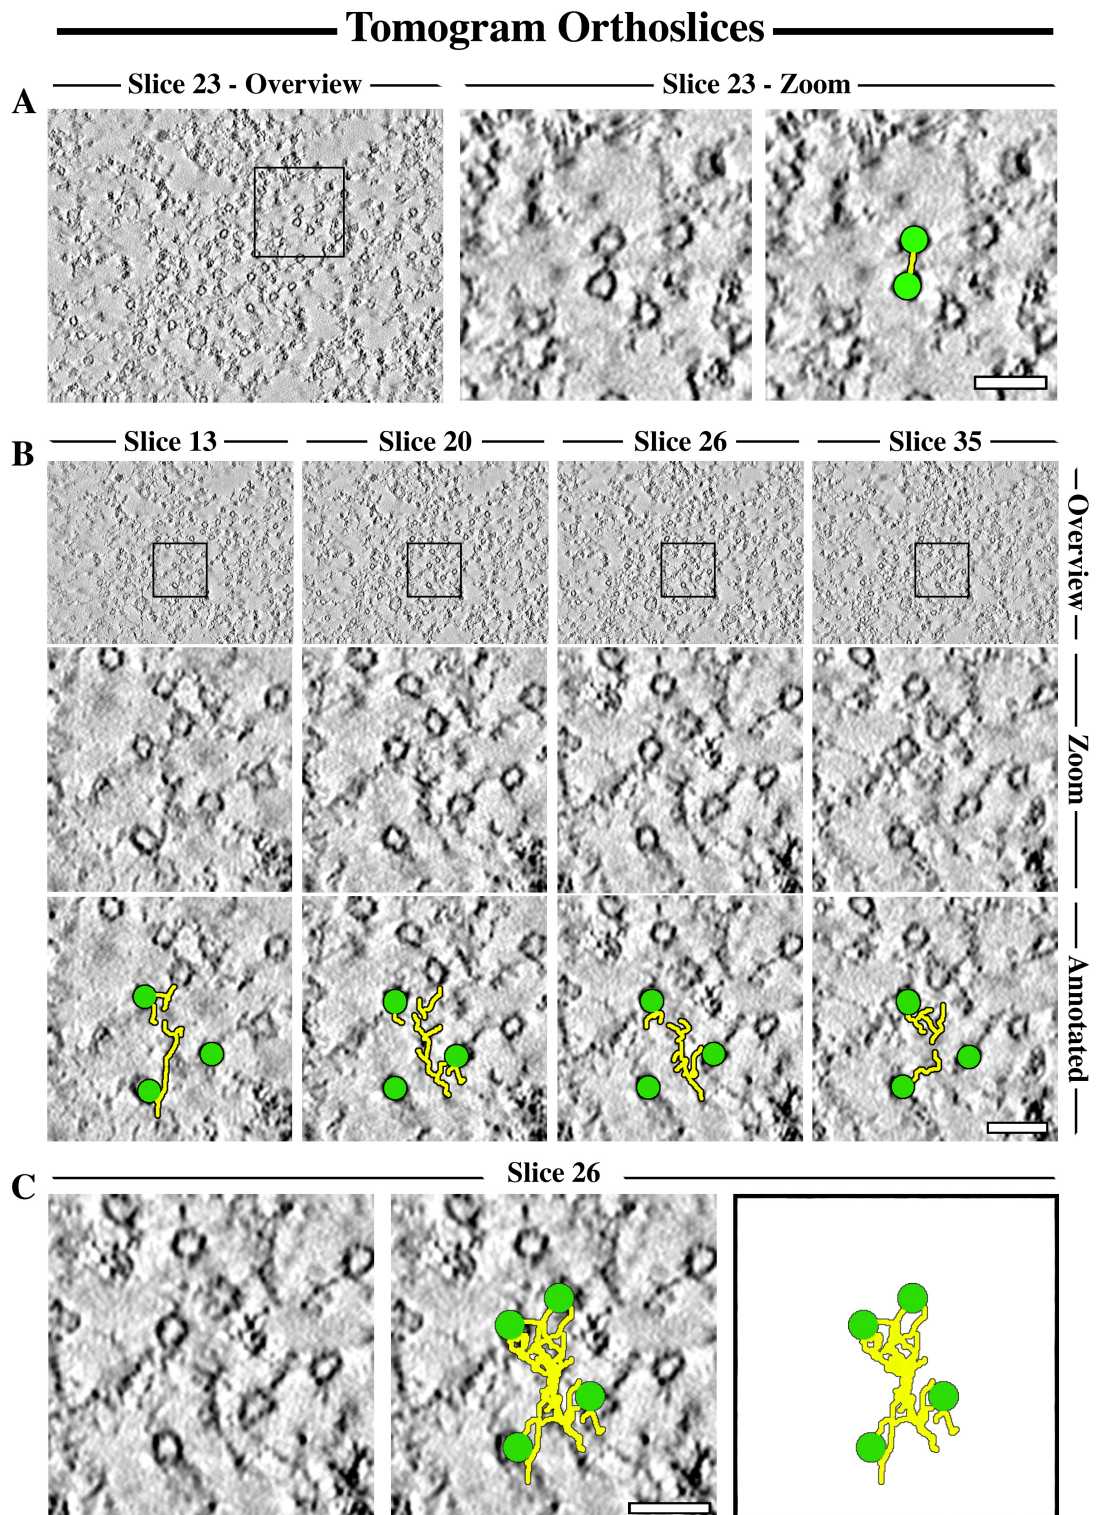 Tomogram Orthoslices
A
Slice 23 - Overview
Slice 23 - Zoom
B
Slice 13
Slice 20
Slice 26
Slice 35
Overview
Zoom
Annotated
C
Slice 26